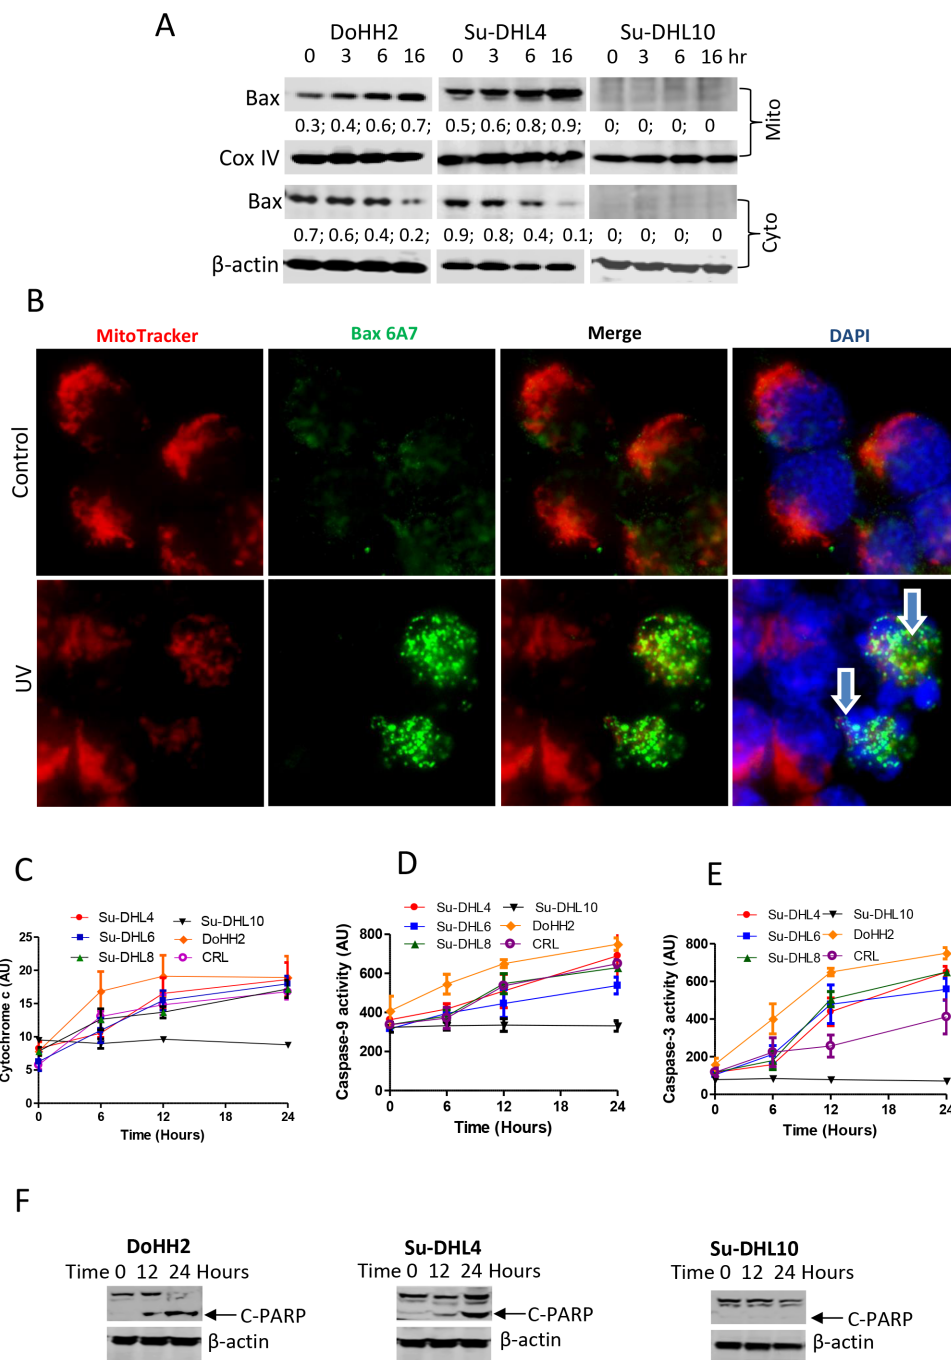 A
DoHH2 Su-DHL4 Su-DHL10
0 3 6 16 0 3 6 16 0 3 6 16 hr
Bax
0.3; 0.4; 0.6; 0.7; 0.5; 0.6; 0.8; 0.9; 0; 0; 0; 0
Mito
Cox IV
Bax
0.7; 0.6; 0.4; 0.2; 0.9; 0.8; 0.4; 0.1; 0; 0; 0; 0
Cyto
β-actin
B
MitoTracker Bax 6A7 Merge DAPI
Control
UV
C
Su-DHL4 Su-DHL10
Su-DHL6 DoHH2
Su-DHL8 CRL
Cytochrome c (AU)
25
20
15
10
5
0
0 6 12 18 24
Time (Hours)
D
Su-DHL4 Su-DHL10
Su-DHL6 DoHH2
Su-DHL8 CRL
Caspase-9 activity (AU)
800
600
400
200
0
0 6 12 18 24
Time (Hours)
E
Su-DHL4 Su-DHL10
Su-DHL6 DoHH2
Su-DHL8 CRL
Caspase-3 activity (AU)
800
600
400
200
0
0 6 12 18 24
Time (Hours)
F
DoHH2 Su-DHL4 Su-DHL10
Time 0 12 24 Hours Time 0 12 24 Hours Time 0 12 24 Hours
C-PARP C-PARP C-PARP
β-actin β-actin β-actin